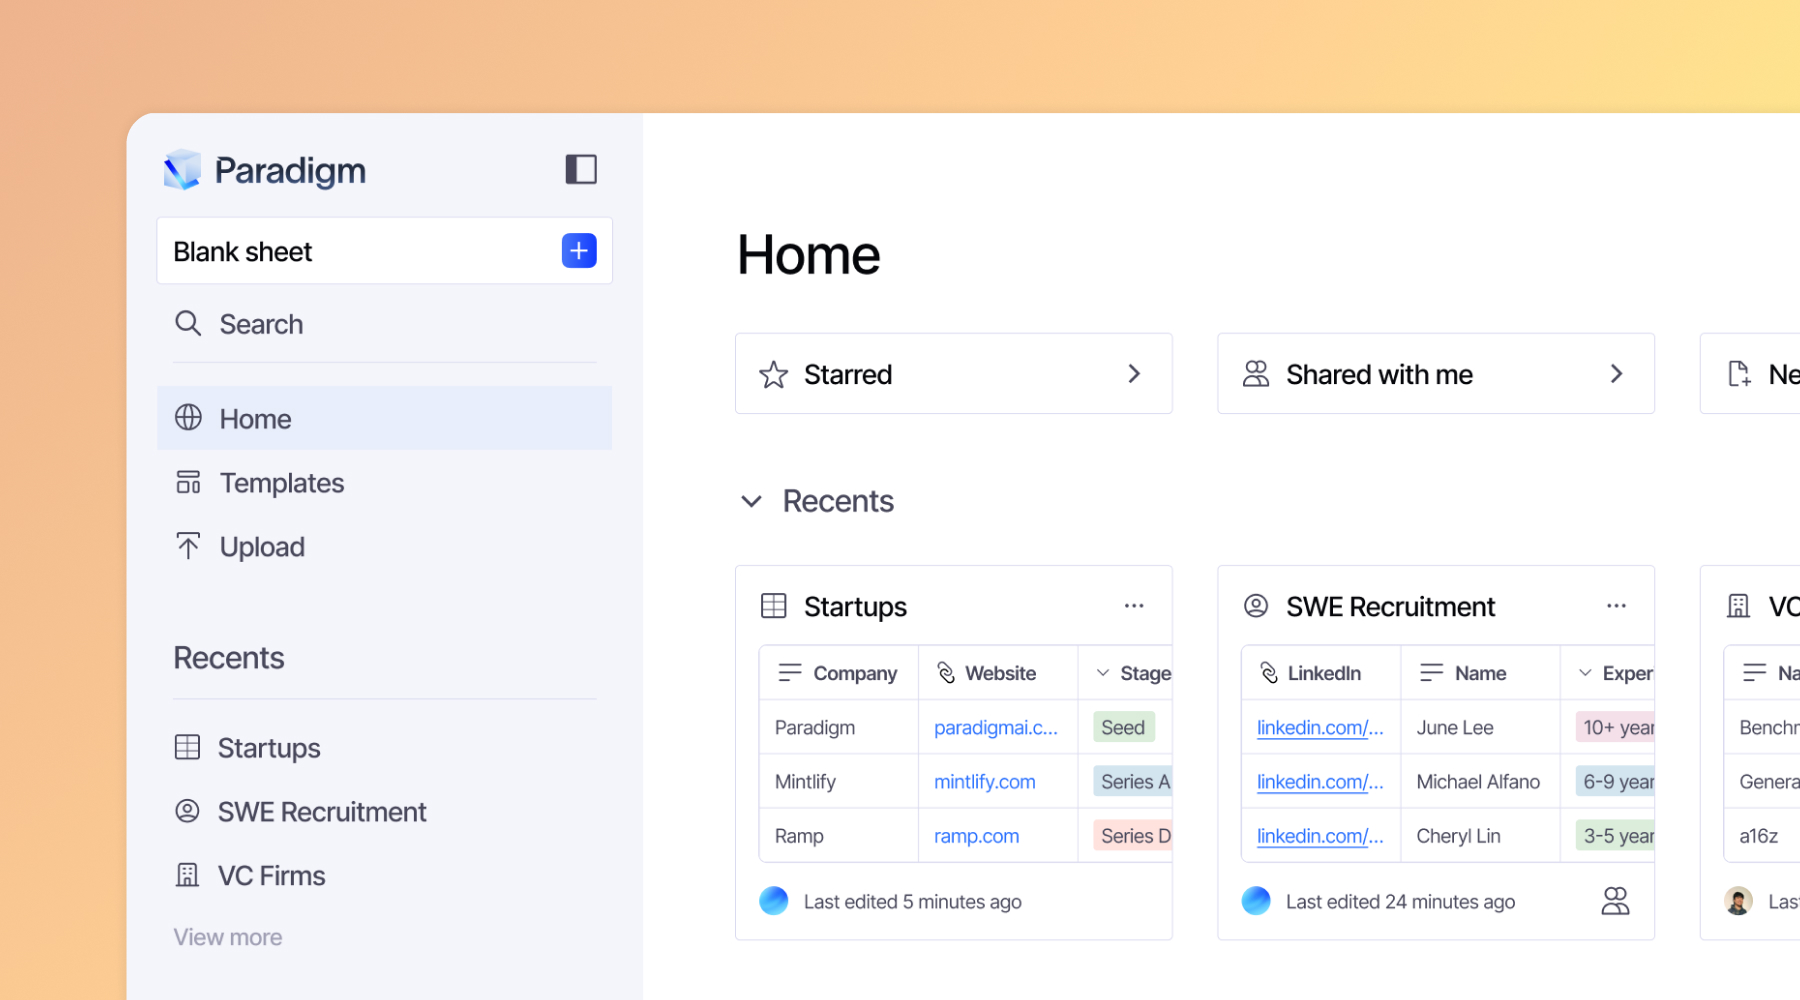 Paradigm
Blank sheet
Search
Home
Templates
Upload
Recents
Startups
SWE Recruitment
VC Firms
View more
Home
Starred
Shared with me
Ne
Recents
Startups
Company Website Stage
Paradigm paradigmai.c... Seed
Mintlify mintlify.com Series A
Ramp ramp.com Series D
Last edited 5 minutes ago
SWE Recruitment
LinkedIn Name Exper
linkedin.com/... June Lee 10+ year
linkedin.com/... Michael Alfano 6-9 year
linkedin.com/... Cheryl Lin 3-5 year
Last edited 24 minutes ago
VC
Na
Benchm
Genera
a16z
Las